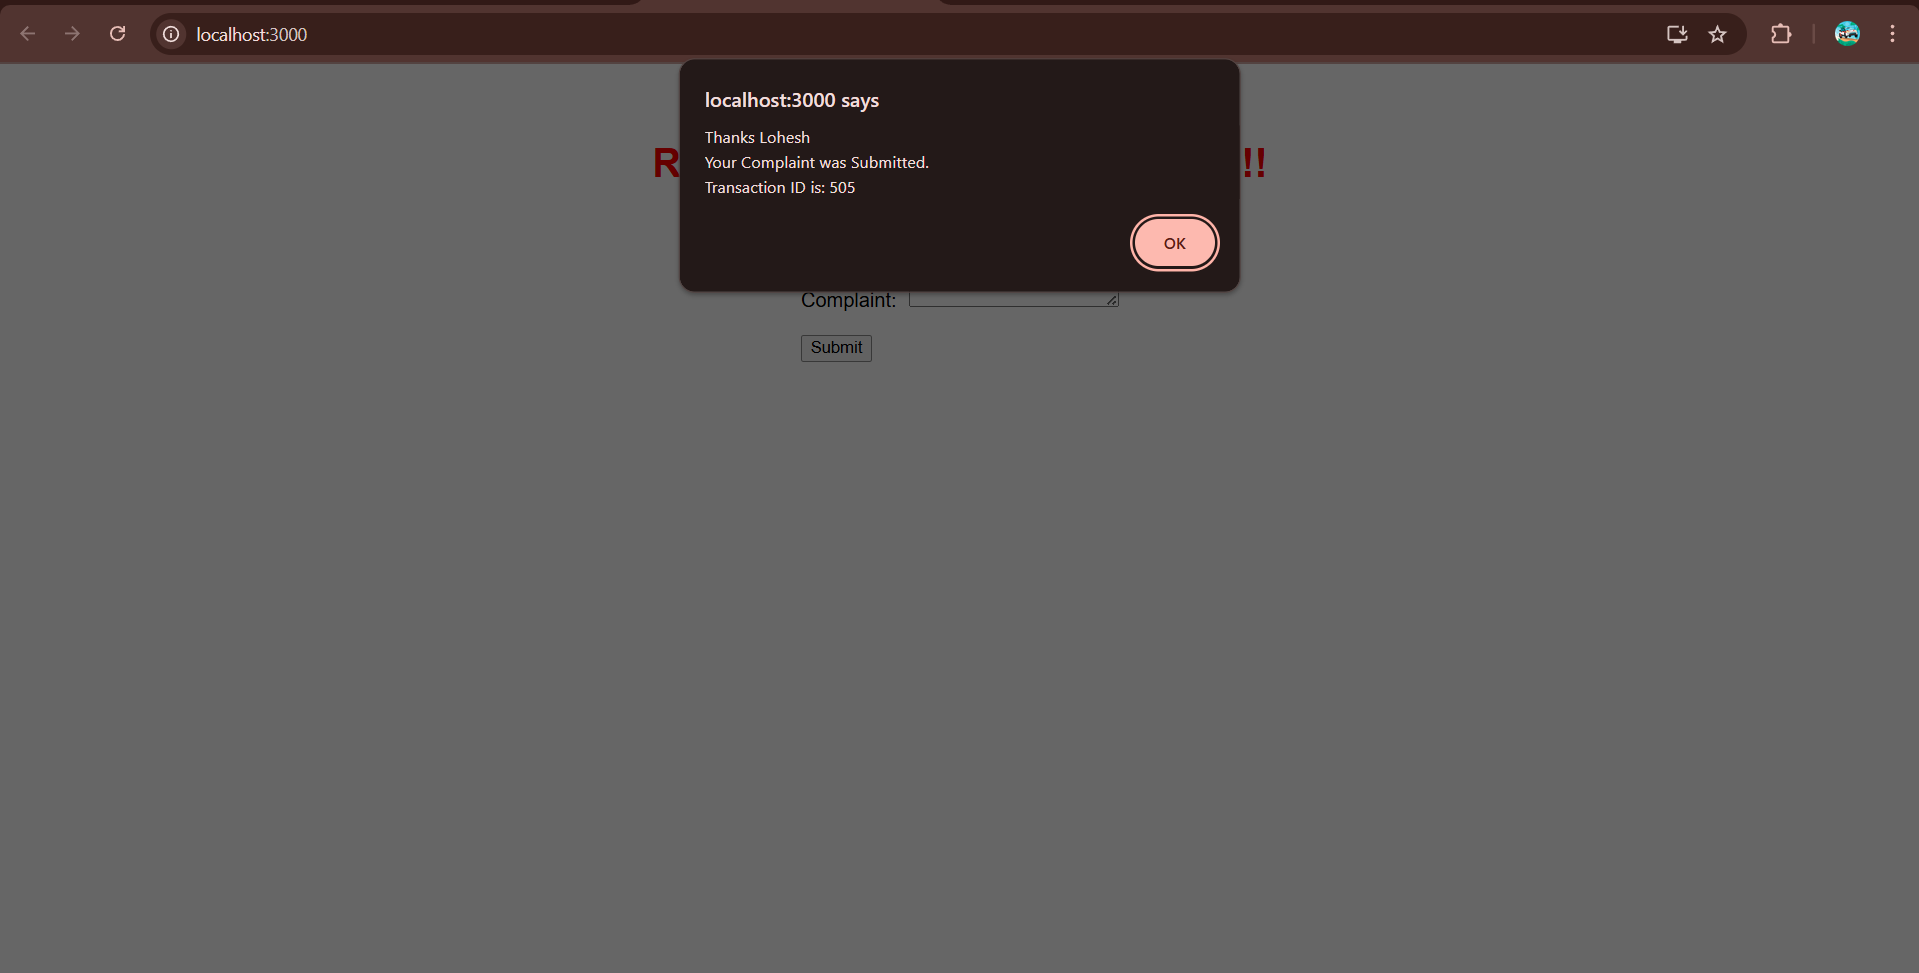 localhost:3000
localhost:3000 says
Thanks Lohesh
Your Complaint was Submitted.
Transaction ID is: 505
OK
R !!
Complaint:
Submit